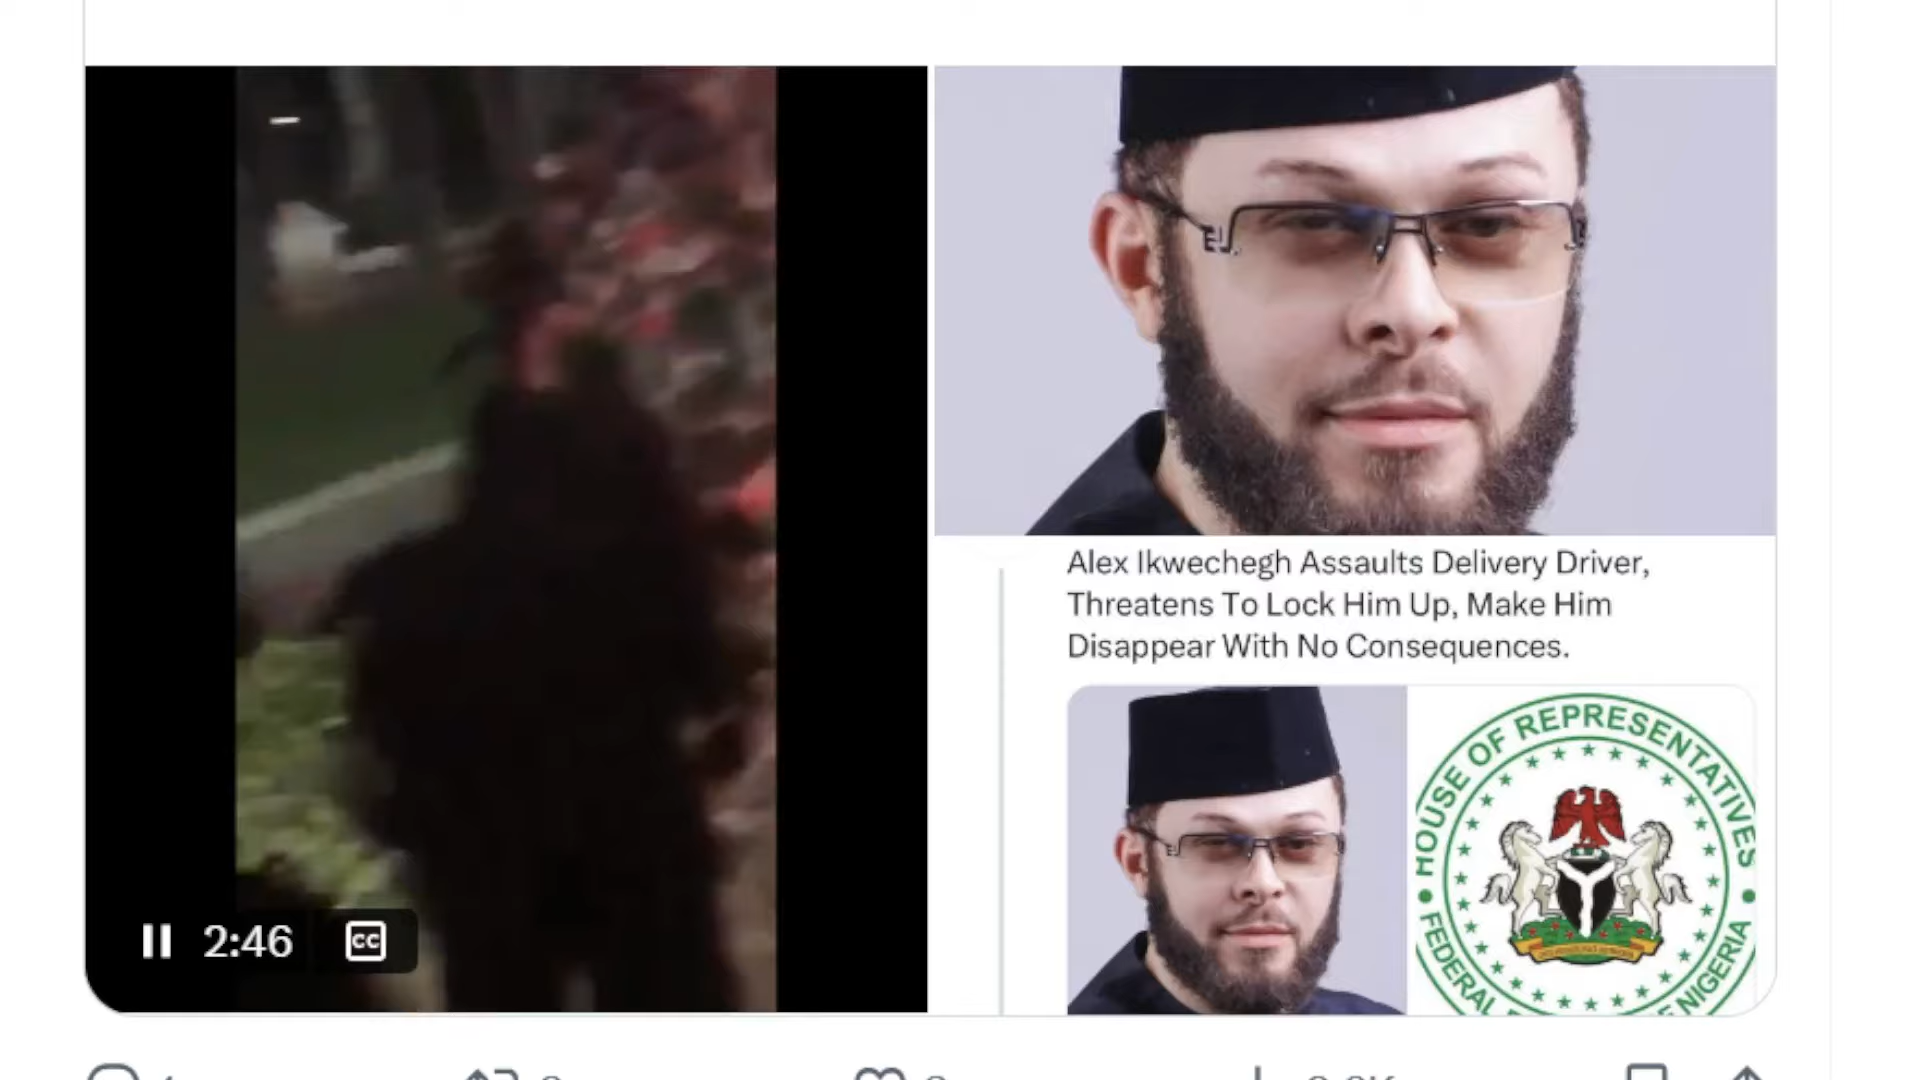 Alex Ikwechegh Assaults Delivery Driver,
Threatens To Lock Him Up, Make Him
Disappear With No Consequences.
HOUSE OF REPRESENTATIVES
FEDERAL
NIGERIA
2:46
CC